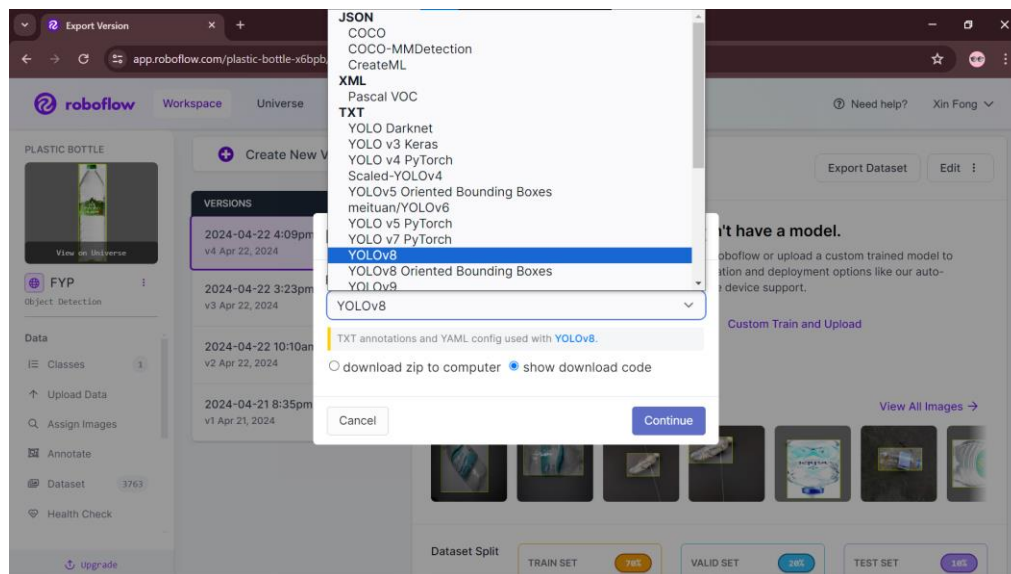 Export Version
app.roboflow.com/plastic-bottle-x6bpb
JSON
COCO
COCO-MMDetection
CreateML
XML
Pascal VOC
TXT
YOLO Darknet
YOLO v3 Keras
YOLO v4 PyTorch
Scaled-YOLOv4
YOLOv5 Oriented Bounding Boxes
meituan/YOLOv6
YOLO v5 PyTorch
YOLO v7 PyTorch
YOLOv8
YOLOv8 Oriented Bounding Boxes
YOLOv9
YOLOv8
TXT annotations and YAML config used with YOLOv8.
download zip to computer
show download code
Cancel
Continue
roboflow
Workspace
Universe
Need help?
Xin Fong
PLASTIC BOTTLE
View on Universe
FYP
Object Detection
Data
Classes 1
Upload Data
Assign Images
Annotate
Dataset 3763
Health Check
Upgrade
Create New V
VERSIONS
2024-04-22 4:09pm
v4 Apr 22, 2024
2024-04-22 3:23pm
v3 Apr 22, 2024
2024-04-22 10:10am
v2 Apr 22, 2024
2024-04-21 8:35pm
v1 Apr 21, 2024
Export Dataset
Edit
n't have a model.
oboflow or upload a custom trained model to
ation and deployment options like our auto-
device support.
Custom Train and Upload
View All Images →
Dataset Split
TRAIN SET 70%
VALID SET 20%
TEST SET 10%